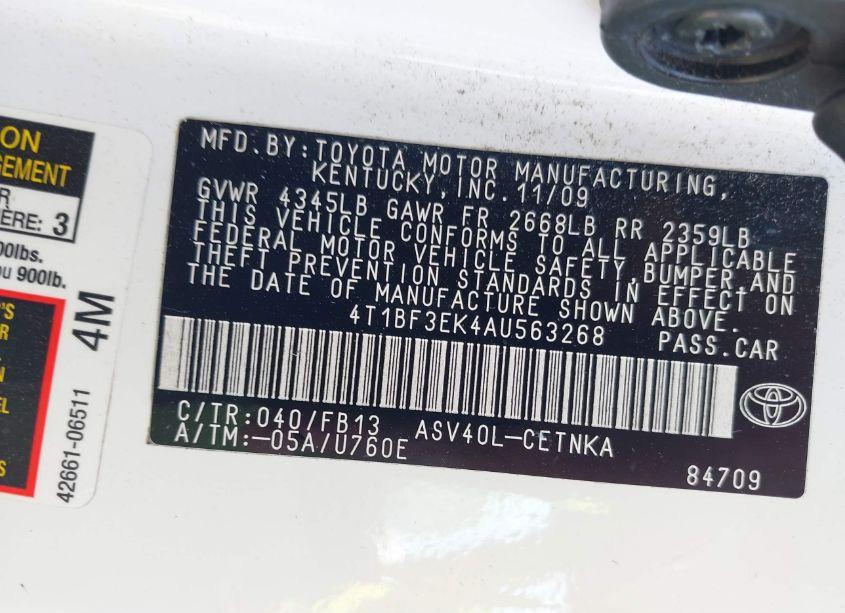 ION
GEMENT
R
ERE: 3
00lbs.
u 900lb.
'S
R
N
EL
S
4M
42661-06511
MFD.BY:TOYOTA MOTOR MANUFACTURING,
KENTUCKY,INC.11/09
GVWR 4345LB GAWR FR 2668LB RR 2359LB
THIS VEHICLE CONFORMS TO ALL APPLICABLE
FEDERAL MOTOR VEHICLE SAFETY,BUMPER,AND
THEFT PREVENTION STANDARDS IN EFFECT ON
THE DATE OF MANUFACTURE SHOWN ABOVE.
4T1BF3EK4AU563268 PASS.CAR
C/TR:040/FB13 ASV40L-CETNKA
A/TM:-05A/U760E
84709